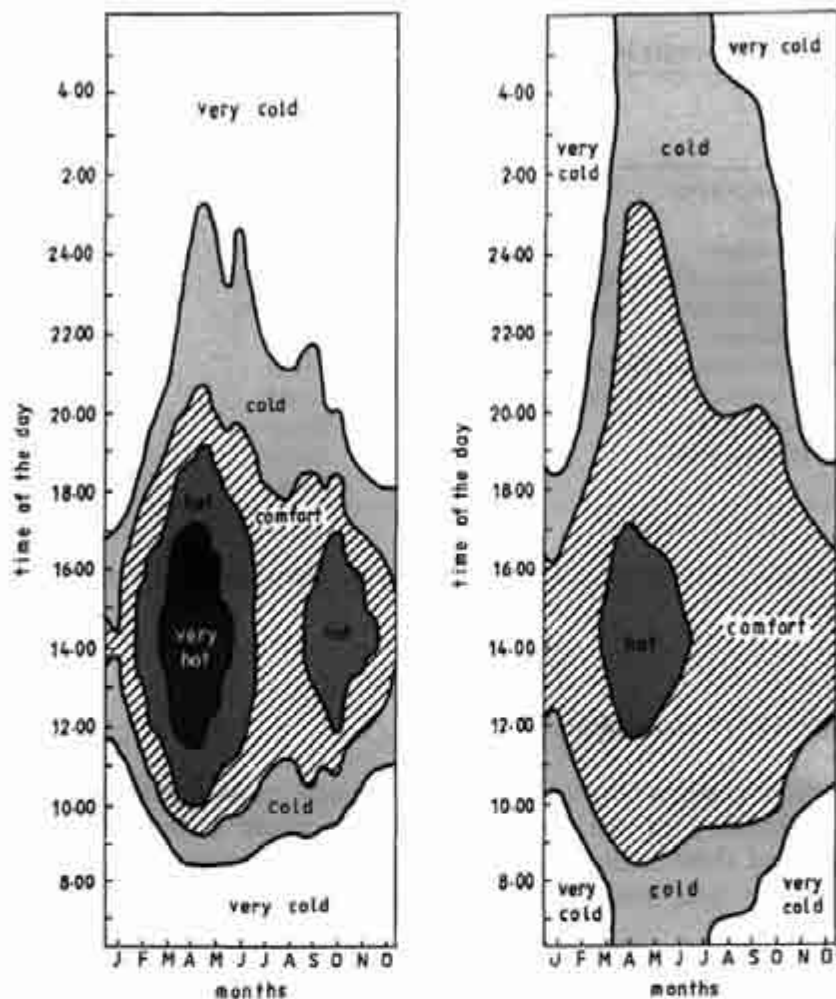 time of the day
4·00
2·00
24·00
22·00
20·00
18·00
16·00
14·00
12·00
10·00
8·00
very cold
cold
hot
comfort
very
hot
hot
cold
very cold
J F M A M J J A S O N D
months
time of the day
4·00
2·00
24·00
22·00
20·00
18·00
16·00
14·00
12·00
10·00
8·00
very cold
very
cold
cold
hot
comfort
very
cold
cold
very
cold
J F M A M J J A S O N D
months